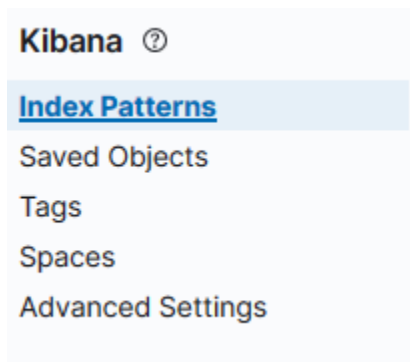 Kibana
Index Patterns
Saved Objects
Tags
Spaces
Advanced Settings